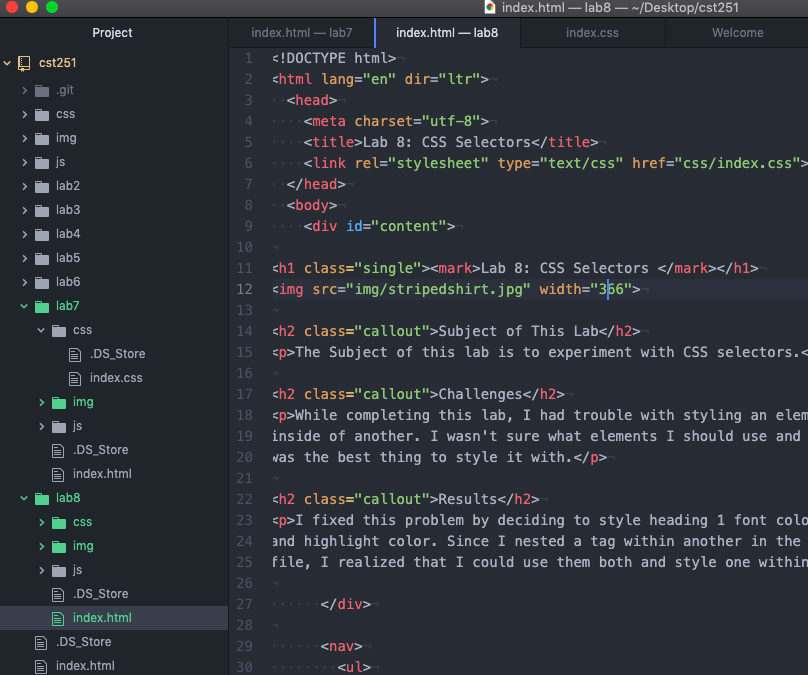 index.html — lab8 — ~/Desktop/cst251
Project
index.html — lab7
index.html — lab8
index.css
Welcome
cst251
.git
css
img
js
lab2
lab3
lab4
lab5
lab6
lab7
css
.DS_Store
index.css
img
js
.DS_Store
index.html
lab8
css
img
js
.DS_Store
index.html
.DS_Store
index.html
1 <!DOCTYPE html>
2 <html lang="en" dir="ltr">
3 <head>
4 <meta charset="utf-8">
5 <title>Lab 8: CSS Selectors</title>
6 <link rel="stylesheet" type="text/css" href="css/index.css">
7 </head>
8 <body>
9 <div id="content">
10
11 <h1 class="single"><mark>Lab 8: CSS Selectors </mark></h1>
12 <img src="img/stripedshirt.jpg" width="366">
13
14 <h2 class="callout">Subject of This Lab</h2>
15 <p>The Subject of this lab is to experiment with CSS selectors.<
16
17 <h2 class="callout">Challenges</h2>
18 <p>While completing this lab, I had trouble with styling an elem
19 inside of another. I wasn't sure what elements I should use and
20 was the best thing to style it with.</p>
21
22 <h2 class="callout">Results</h2>
23 <p>I fixed this problem by deciding to style heading 1 font colo
24 and highlight color. Since I nested a tag within another in the
25 file, I realized that I could use them both and style one within
26
27 </div>
28
29 <nav>
30 <ul>